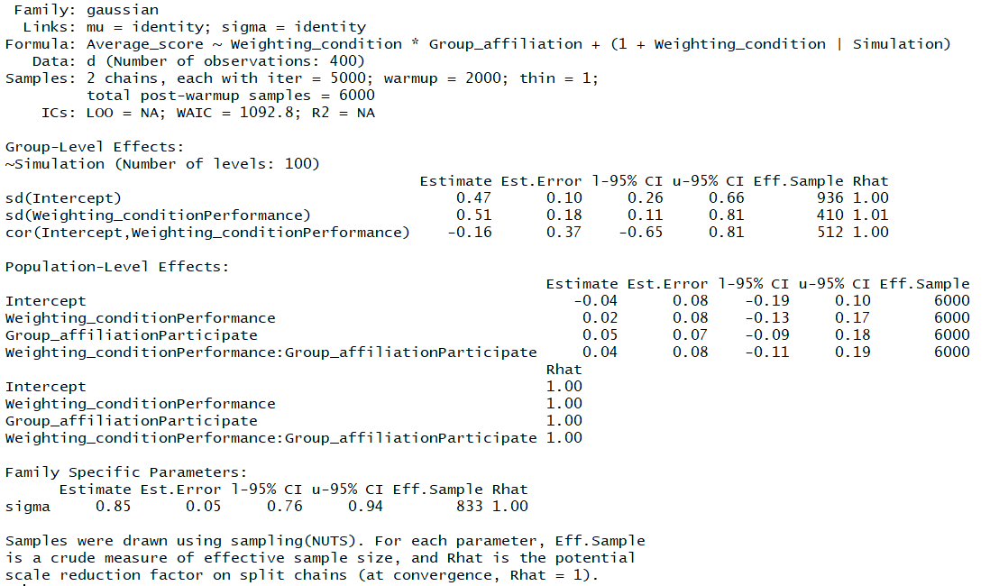 Family: gaussian
Links: mu = identity; sigma = identity
Formula: Average_score ~ Weighting_condition * Group_affiliation + (1 + Weighting_condition | Simulation)
Data: d (Number of observations: 400)
Samples: 2 chains, each with iter = 5000; warmup = 2000; thin = 1;
total post-warmup samples = 6000
ICs: LOO = NA; WAIC = 1092.8; R2 = NA

Group-Level Effects:
~Simulation (Number of levels: 100)
Estimate Est.Error l-95% CI u-95% CI Eff.Sample Rhat
sd(Intercept) 0.47 0.10 0.26 0.66 936 1.00
sd(Weighting_conditionPerformance) 0.51 0.18 0.11 0.81 410 1.01
cor(Intercept,Weighting_conditionPerformance) -0.16 0.37 -0.65 0.81 512 1.00

Population-Level Effects:
Estimate Est.Error l-95% CI u-95% CI Eff.Sample
Intercept -0.04 0.08 -0.19 0.10 6000
Weighting_conditionPerformance 0.02 0.08 -0.13 0.17 6000
Group_affiliationParticipate 0.05 0.07 -0.09 0.18 6000
Weighting_conditionPerformance:Group_affiliationParticipate 0.04 0.08 -0.11 0.19 6000
Rhat
Intercept 1.00
Weighting_conditionPerformance 1.00
Group_affiliationParticipate 1.00
Weighting_conditionPerformance:Group_affiliationParticipate 1.00

Family Specific Parameters:
Estimate Est.Error l-95% CI u-95% CI Eff.Sample Rhat
sigma 0.85 0.05 0.76 0.94 833 1.00

Samples were drawn using sampling(NUTS). For each parameter, Eff.Sample
is a crude measure of effective sample size, and Rhat is the potential
scale reduction factor on split chains (at convergence, Rhat = 1).